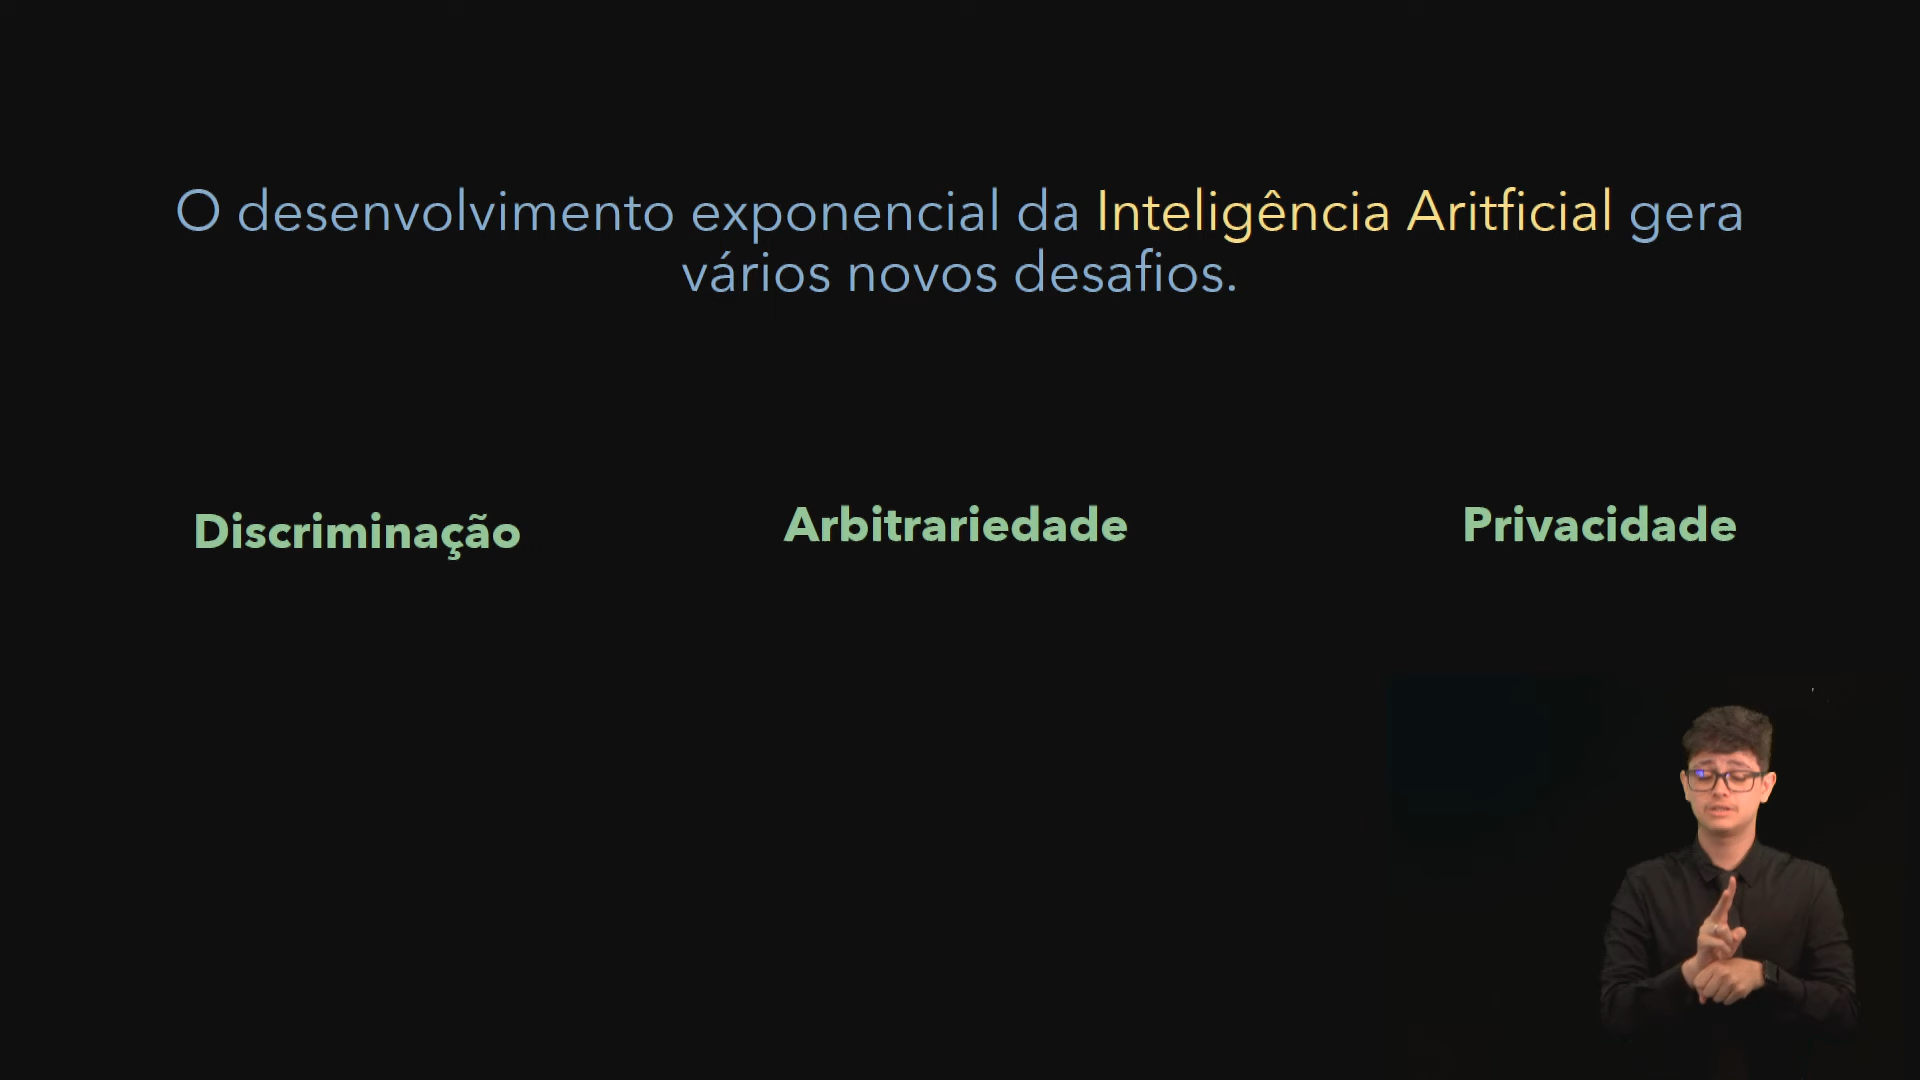 O desenvolvimento exponencial da Inteligência Aritficial gera
vários novos desafios.
Discriminação
Arbitrariedade
Privacidade